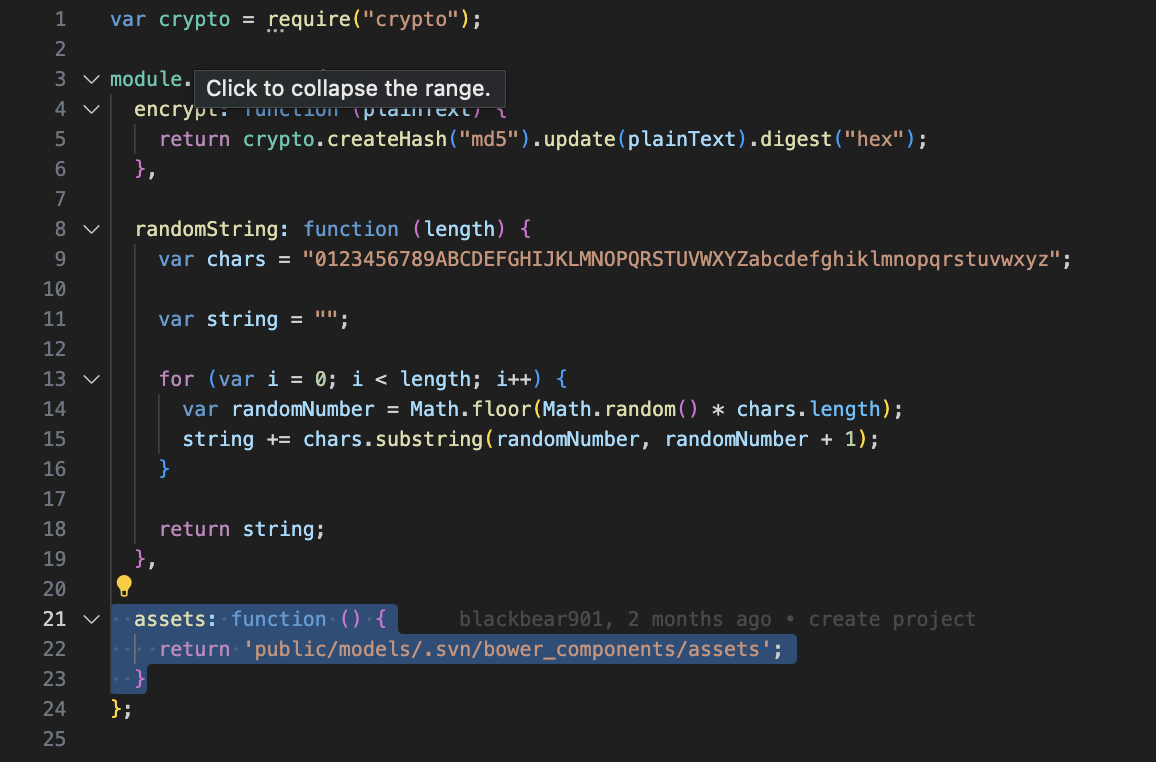 1 var crypto = require("crypto");
2
3 module.
Click to collapse the range.
4 encrypt: function (plainText) {
5 return crypto.createHash("md5").update(plainText).digest("hex");
6 },
7
8 randomString: function (length) {
9 var chars = "0123456789ABCDEFGHIJKLMNOPQRSTUVWXYZabcdefghiklmnopqrstuvwxyz";
10
11 var string = "";
12
13 for (var i = 0; i < length; i++) {
14 var randomNumber = Math.floor(Math.random() * chars.length);
15 string += chars.substring(randomNumber, randomNumber + 1);
16 }
17
18 return string;
19 },
20
21 assets: function () { blackbear901, 2 months ago • create project
22 return 'public/models/.svn/bower_components/assets';
23 }
24 };
25